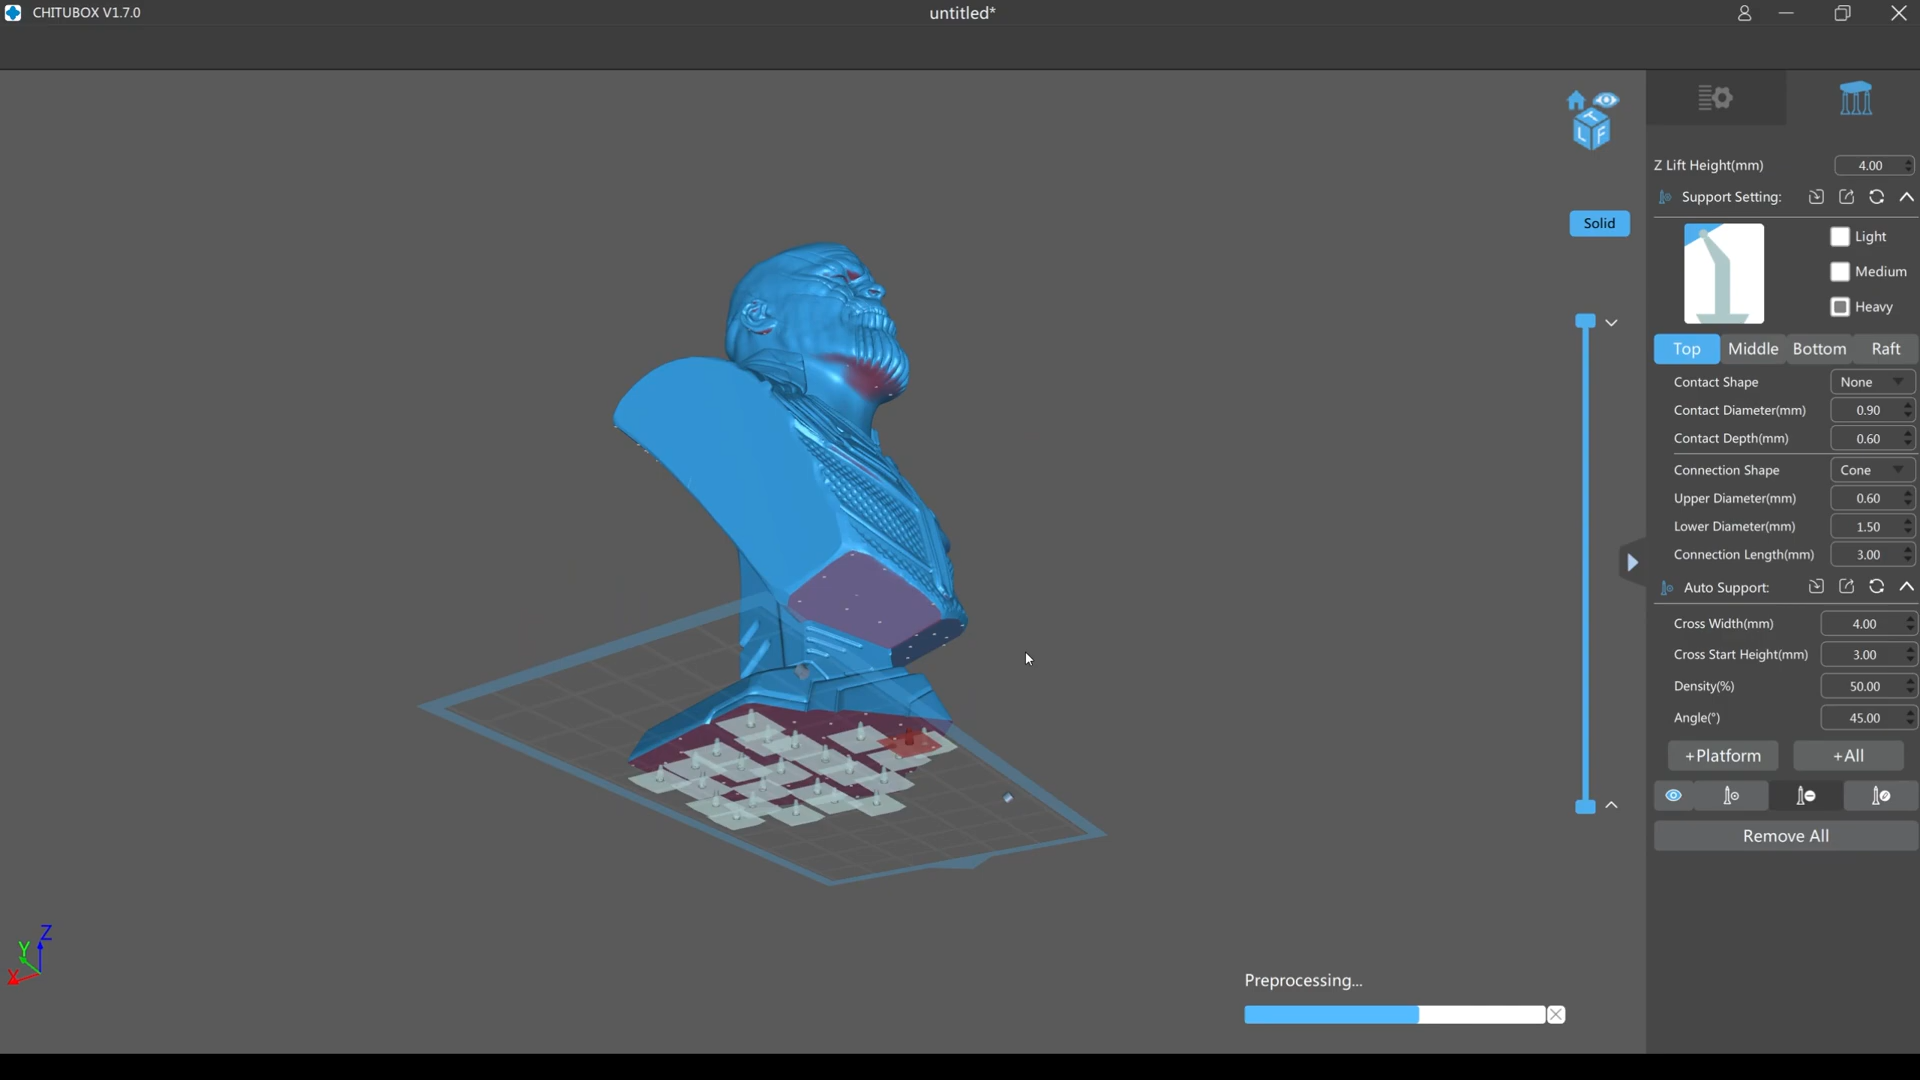 CHITUBOX V1.7.0
untitled*
Z Lift Height(mm) 4.00
Support Setting:
Solid
Light
Medium
Heavy
Top Middle Bottom Raft
Contact Shape None
Contact Diameter(mm) 0.90
Contact Depth(mm) 0.60
Connection Shape Cone
Upper Diameter(mm) 0.60
Lower Diameter(mm) 1.50
Connection Length(mm) 3.00
Auto Support:
Cross Width(mm) 4.00
Cross Start Height(mm) 3.00
Density(%) 50.00
Angle(°) 45.00
+Platform +All
Remove All
T
L F
Z
Y
X
Preprocessing...